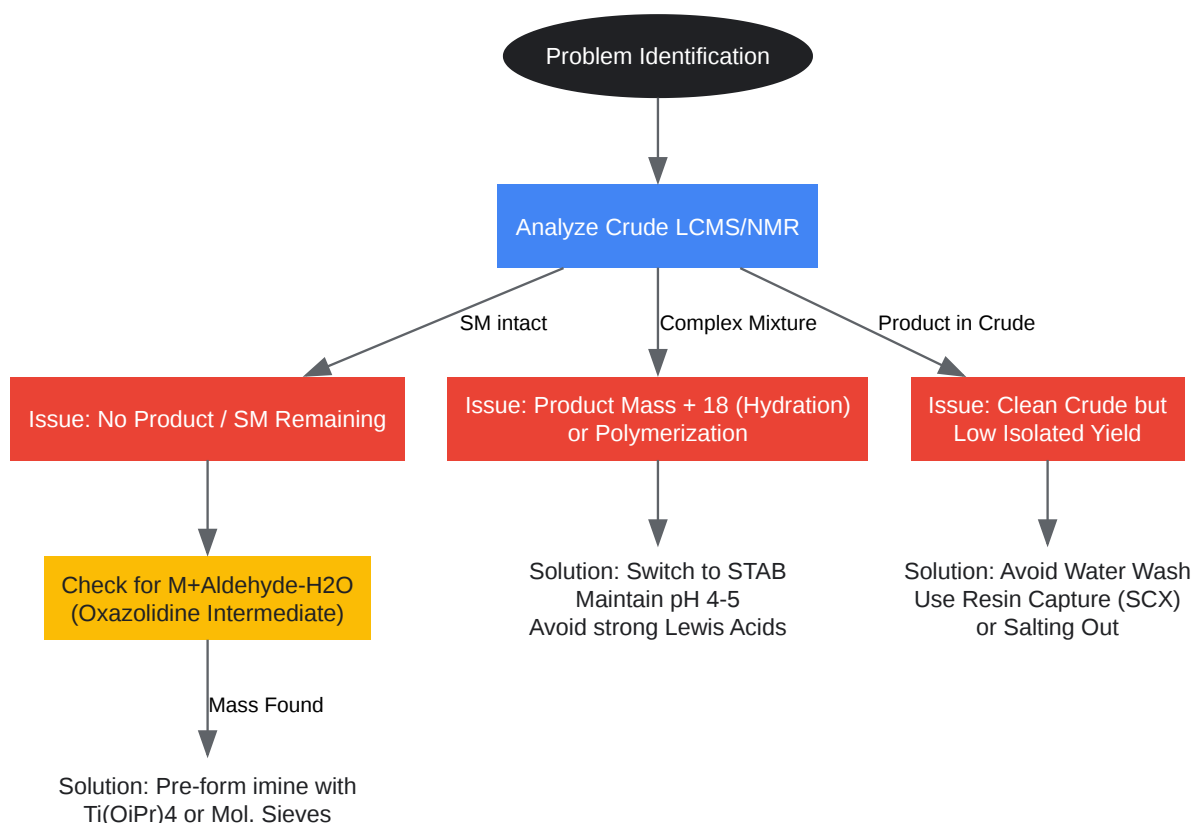 Problem Identification
Analyze Crude LCMS/NMR
SM intact
Complex Mixture
Product in Crude
Issue: No Product / SM Remaining
Issue: Product Mass + 18 (Hydration)
or Polymerization
Issue: Clean Crude but
Low Isolated Yield
Check for M+Aldehyde-H2O
(Oxazolidine Intermediate)
Solution: Switch to STAB
Maintain pH 4-5
Avoid strong Lewis Acids
Solution: Avoid Water Wash
Use Resin Capture (SCX)
or Salting Out
Mass Found
Solution: Pre-form imine with
Ti(OiPr)4 or Mol. Sieves